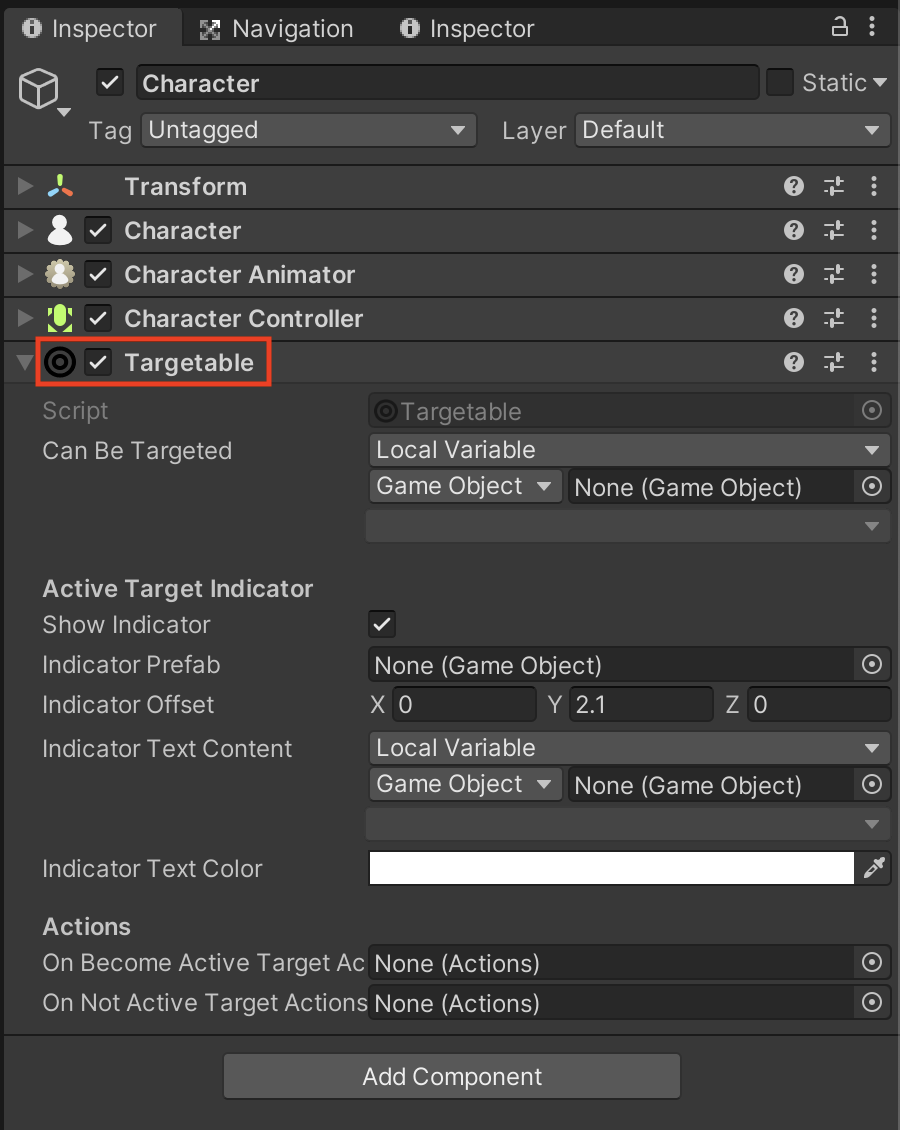 Inspector Navigation Inspector
Character Static
Tag Untagged Layer Default
Transform
Character
Character Animator
Character Controller
Targetable
Script Targetable
Can Be Targeted Local Variable
Game Object None (Game Object)
Active Target Indicator
Show Indicator
Indicator Prefab None (Game Object)
Indicator Offset X 0 Y 2.1 Z 0
Indicator Text Content Local Variable
Game Object None (Game Object)
Indicator Text Color
Actions
On Become Active Target Ac None (Actions)
On Not Active Target Actions None (Actions)
Add Component